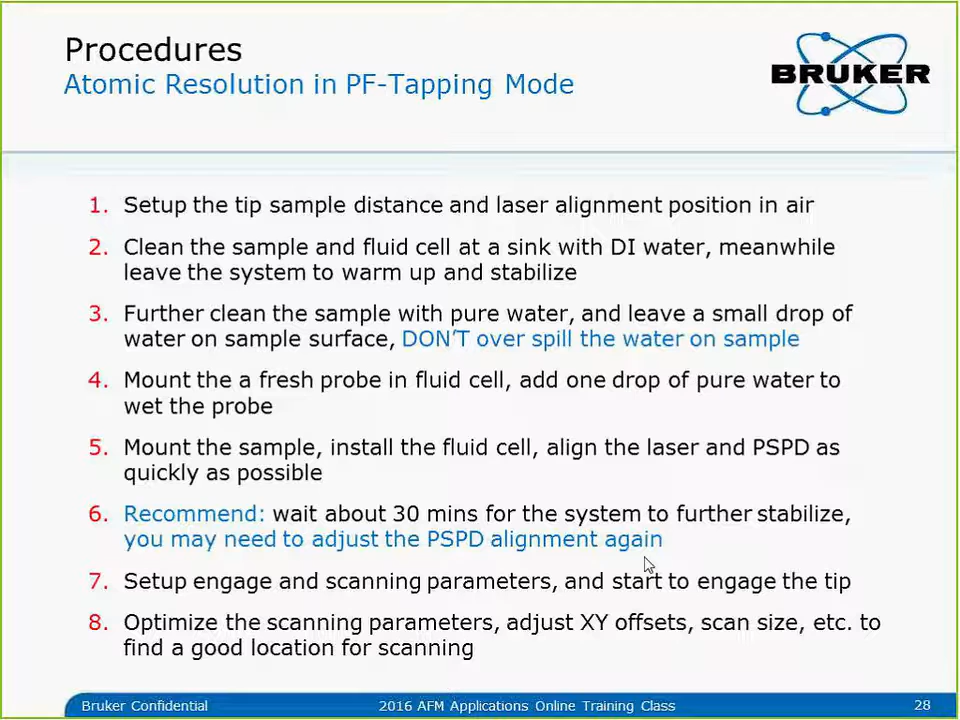 Procedures
Atomic Resolution in PF-Tapping Mode
BRUKER
1. Setup the tip sample distance and laser alignment position in air
2. Clean the sample and fluid cell at a sink with DI water, meanwhile
leave the system to warm up and stabilize
3. Further clean the sample with pure water, and leave a small drop of
water on sample surface, DON'T over spill the water on sample
4. Mount the a fresh probe in fluid cell, add one drop of pure water to
wet the probe
5. Mount the sample, install the fluid cell, align the laser and PSPD as
quickly as possible
6. Recommend: wait about 30 mins for the system to further stabilize,
you may need to adjust the PSPD alignment again
7. Setup engage and scanning parameters, and start to engage the tip
8. Optimize the scanning parameters, adjust XY offsets, scan size, etc. to
find a good location for scanning
Bruker Confidential 2016 AFM Applications Online Training Class 28